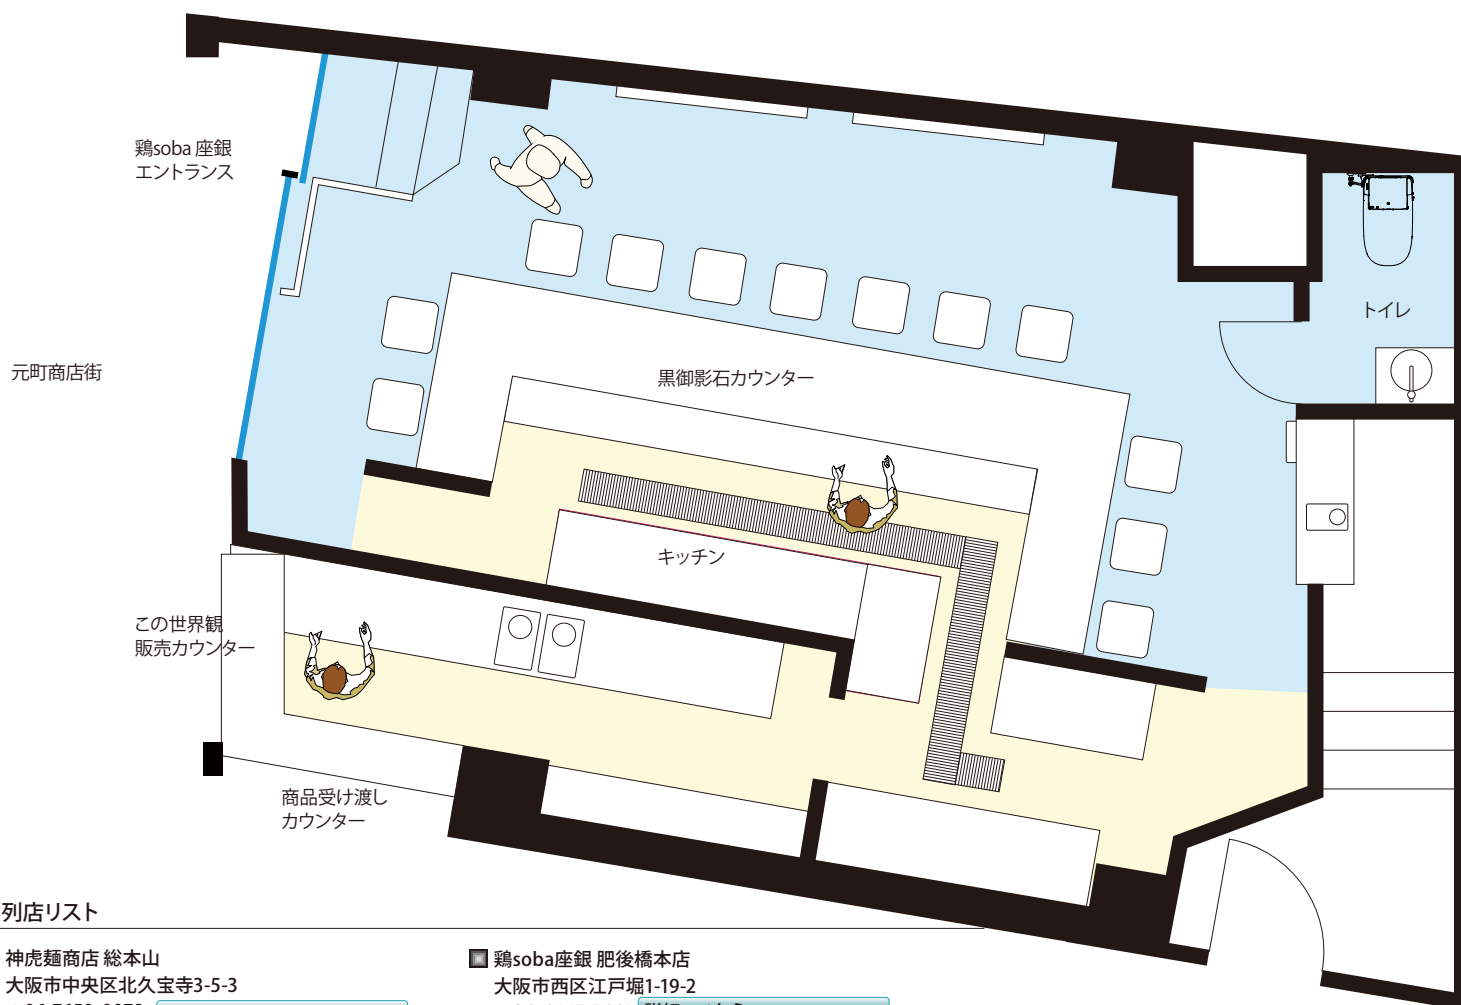 鶏soba 座銀
エントランス
トイレ
元町商店街
黒御影石カウンター
キッチン
この世界観
販売カウンター
商品受け渡し
カウンター
列店リスト
神虎麺商店 総本山
大阪市中央区北久宝寺3-5-3
鶏soba座銀 肥後橋本店
大阪市西区江戸堀1-19-2